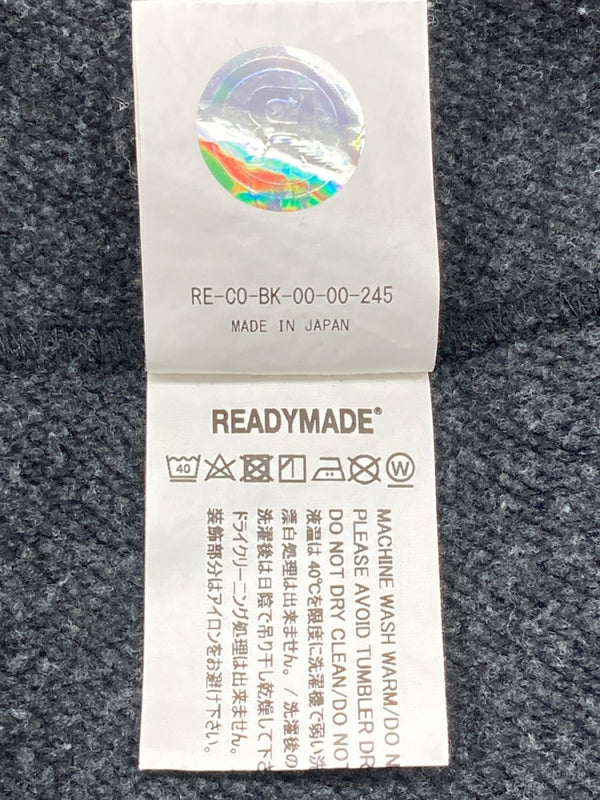 RE-CO-BK-00-00-245
MADE IN JAPAN
READYMADE®
40
W
MACHINE WASH WARM/DO N
PLEASE AVOID TUMBLER DR
DO NOT DRY CLEAN/DO NOT
液温は40℃を限度に洗濯機で弱い洗
漂白処理は出来ません。/洗濯後の
洗濯後は日陰で吊り干し乾燥して下さ
ドライクリーニング処理は出来ません。
装飾部分はアイロンをお避け下さい。